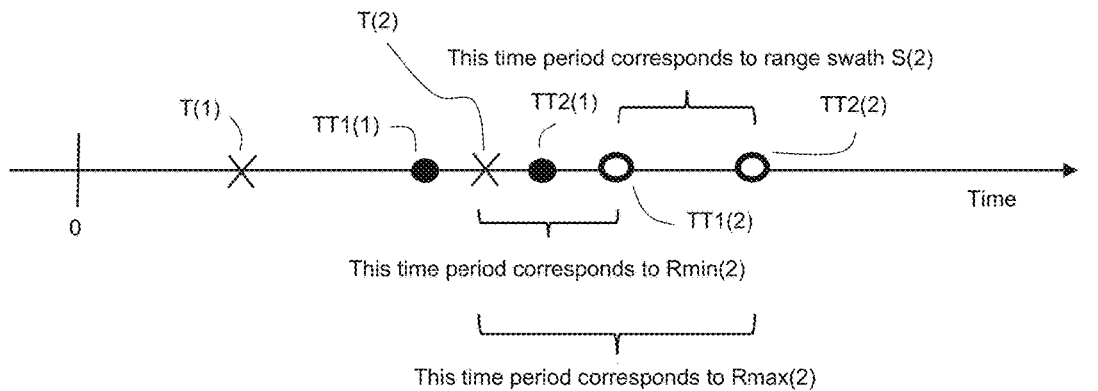 T(2)
This time period corresponds to range swath S(2)
T(1)
TT1(1)
TT2(1)
TT2(2)
Time
0
TT1(2)
This time period corresponds to Rmin(2)
This time period corresponds to Rmax(2)